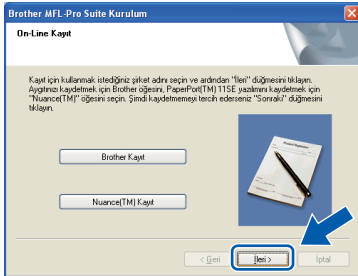 Brother MFL-Pro Suite Kurulum
On-Line Kayıt
Kayıt için kullanmak istediğiniz şirket adını seçin ve ardından "İleri" düğmesini tıklayın.
Aygıtınızı kaydetmek için Brother öğesini, PaperPort(TM) 11SE yazılımını kaydetmek için
"Nuance(TM)" öğesini seçin. Şimdi kaydetmemeyi tercih ederseniz "Sonraki" düğmesini
tıklayın.
Brother Kayıt
Nuance(TM) Kayıt
< Geri İleri > İptal